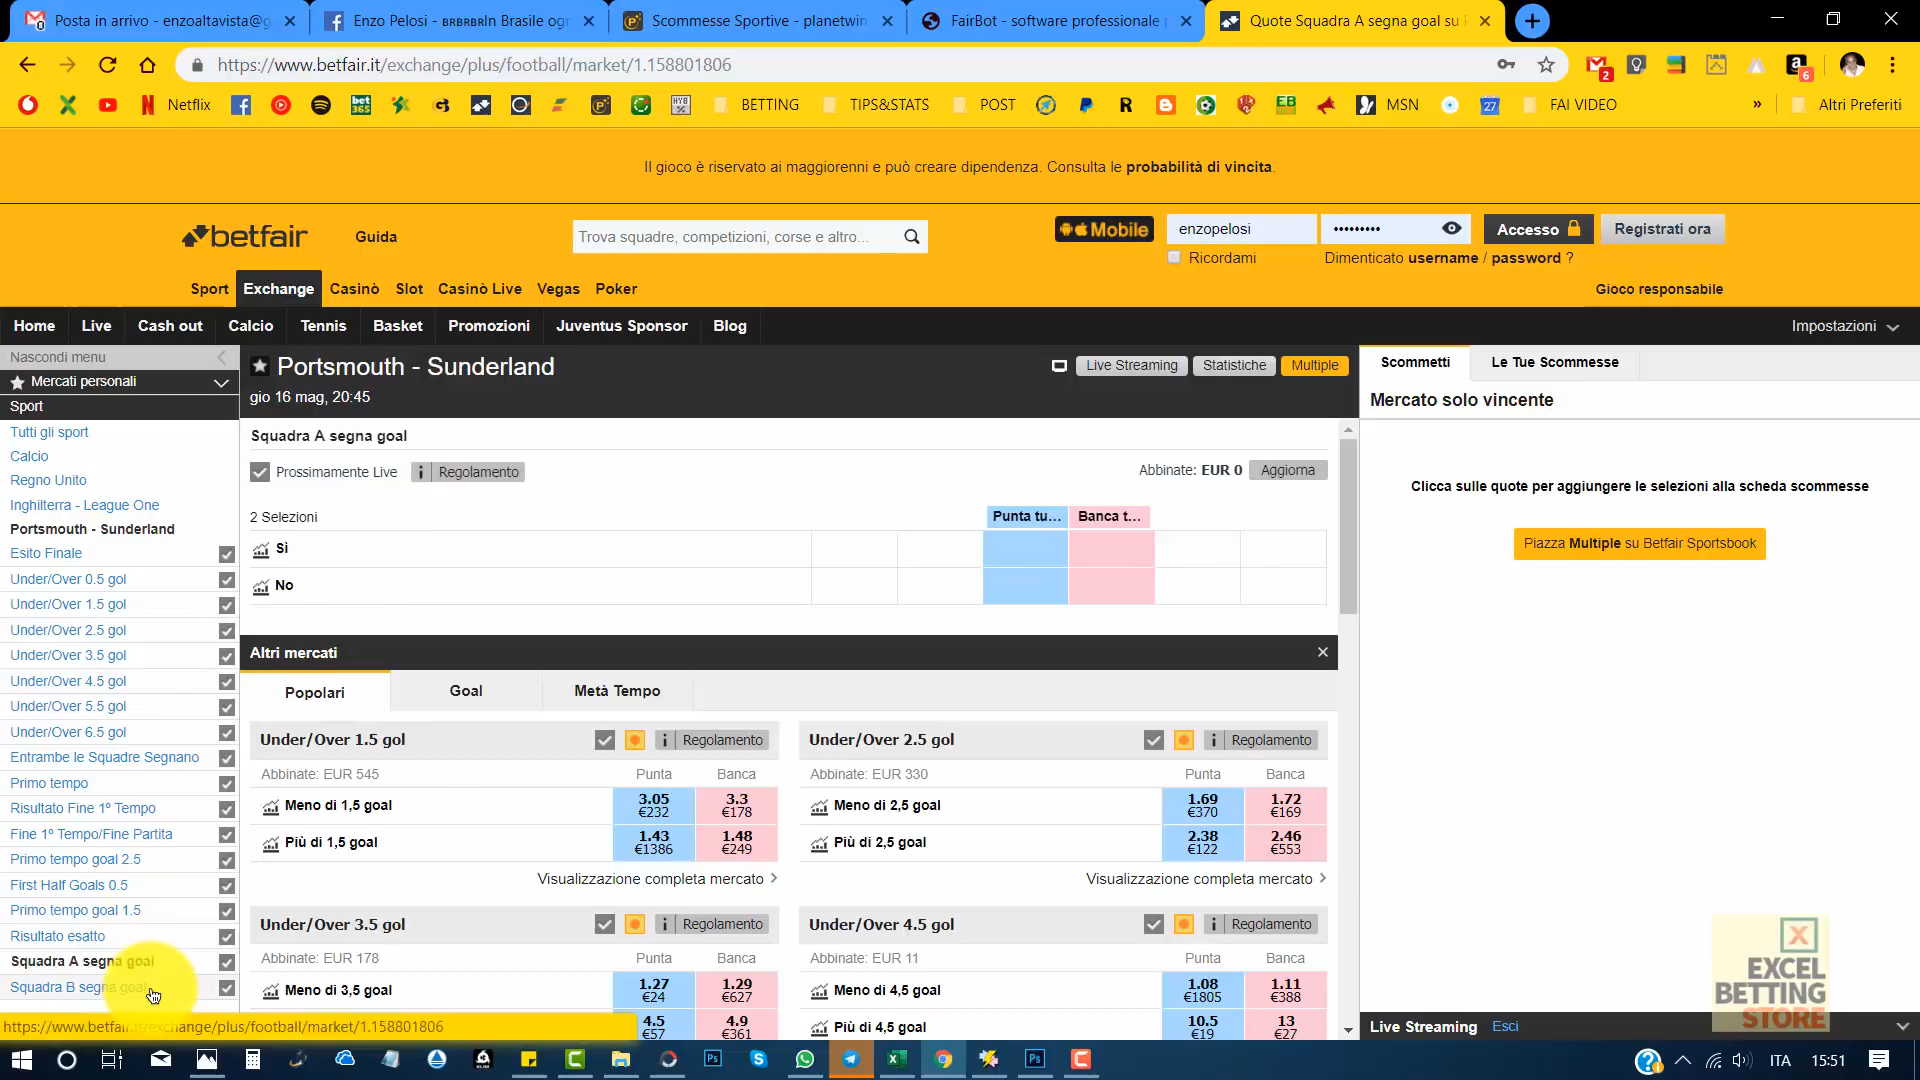 Posta in arrivo - enzoaltavista@g
Enzo Pelosi - ʙʀʙʀʙʀIn Brasile og
Scommesse Sportive - planetwin
FairBot - software professionale
Quote Squadra A segna goal su
https://www.betfair.it/exchange/plus/football/market/1.158801806
Netflix
BETTING
TIPS&STATS
POST
MSN
FAI VIDEO
Altri Preferiti
Il gioco è riservato ai maggiorenni e può creare dipendenza. Consulta le probabilità di vincita.
betfair
Guida
Trova squadre, competizioni, corse e altro...
Mobile
enzopelosi
•••••••••
Accesso
Registrati ora
Ricordami
Dimenticato username / password ?
Sport Exchange Casinò Slot Casinò Live Vegas Poker
Gioco responsabile
Home Live Cash out Calcio Tennis Basket Promozioni Juventus Sponsor Blog
Impostazioni
Nascondi menu
Mercati personali
Sport
Tutti gli sport
Calcio
Regno Unito
Inghilterra - League One
Portsmouth - Sunderland
Esito Finale
Under/Over 0.5 gol
Under/Over 1.5 gol
Under/Over 2.5 gol
Under/Over 3.5 gol
Under/Over 4.5 gol
Under/Over 5.5 gol
Under/Over 6.5 gol
Entrambe le Squadre Segnano
Primo tempo
Risultato Fine 1º Tempo
Fine 1º Tempo/Fine Partita
Primo tempo goal 2.5
First Half Goals 0.5
Primo tempo goal 1.5
Risultato esatto
Squadra A segna goal
Squadra B segna goal
https://www.betfair.it/exchange/plus/football/market/1.158801806
Portsmouth - Sunderland
Live Streaming
Statistiche
Multiple
gio 16 mag, 20:45
Squadra A segna goal
Prossimamente Live
Regolamento
Abbinate: EUR 0
Aggiorna
2 Selezioni
Punta tu...
Banca t...
Sì
No
Altri mercati
Popolari
Goal
Metà Tempo
Under/Over 1.5 gol
Regolamento
Abbinate: EUR 545
Punta
Banca
Meno di 1,5 goal
3.05
€232
3.3
€178
Più di 1,5 goal
1.43
€1386
1.48
€249
Visualizzazione completa mercato
Under/Over 2.5 gol
Regolamento
Abbinate: EUR 330
Punta
Banca
Meno di 2,5 goal
1.69
€370
1.72
€169
Più di 2,5 goal
2.38
€122
2.46
€553
Visualizzazione completa mercato
Under/Over 3.5 gol
Regolamento
Abbinate: EUR 178
Punta
Banca
Meno di 3,5 goal
1.27
€24
1.29
€627
4.5
€57
4.9
€361
Under/Over 4.5 gol
Regolamento
Abbinate: EUR 11
Punta
Banca
Meno di 4,5 goal
1.08
€1805
1.11
€388
Più di 4,5 goal
10.5
€19
13
€27
Scommetti
Le Tue Scommesse
Mercato solo vincente
Clicca sulle quote per aggiungere le selezioni alla scheda scommesse
Piazza Multiple su Betfair Sportsbook
EXCEL
BETTING
STORE
Live Streaming
Esci
ITA
15:51